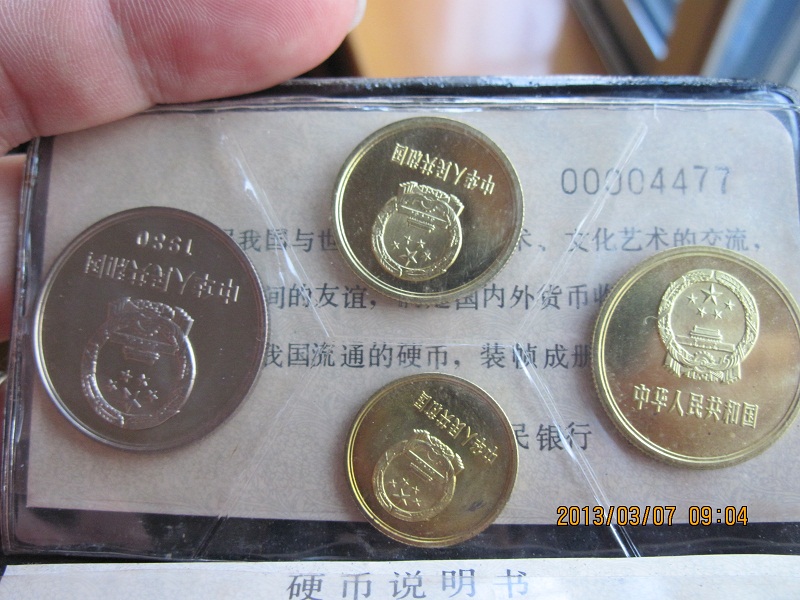 00004477
中华人民共和国
1980
中华人民共和国
我国与世
术、文化艺术的交流，
间的友谊，
国内外货币收
中华人民共和国
我国流通的硬币，装帧成册
中华人民共和国
民银行
2013/03/07 09:04
硬币说明书